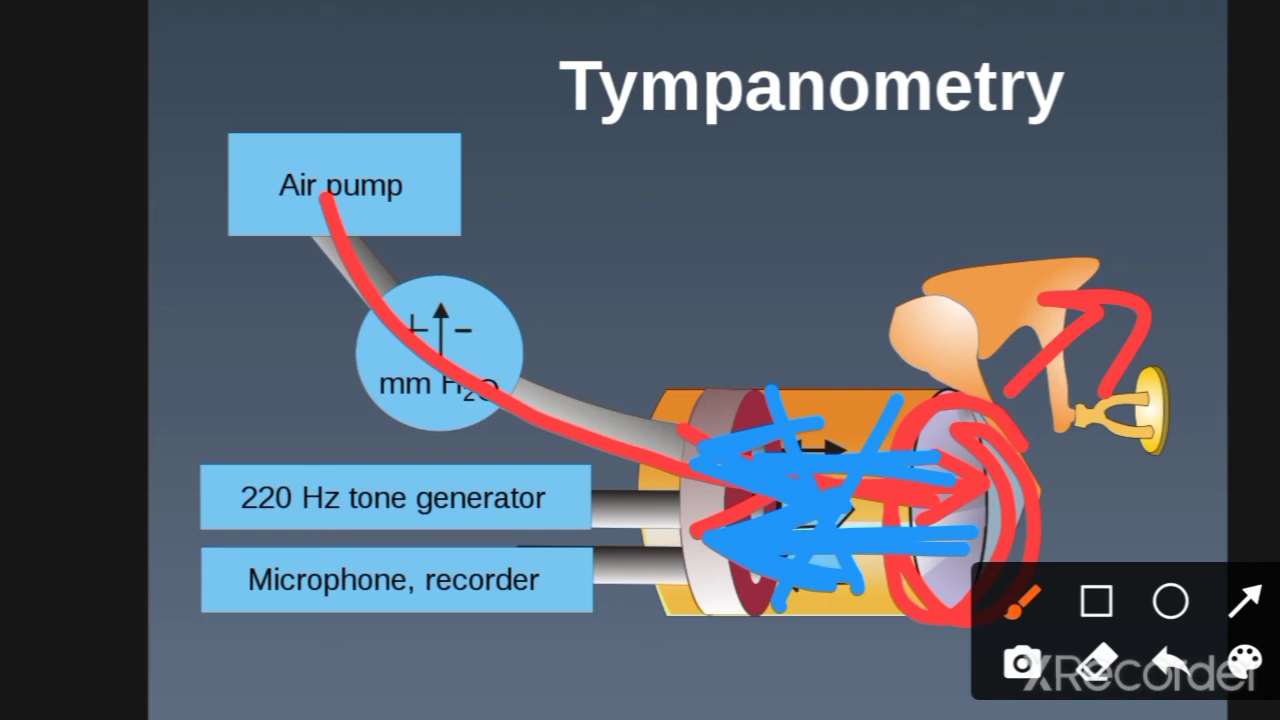 Tympanometry
Air pump
+ −
mm H₂O
220 Hz tone generator
Microphone, recorder
XRecorder